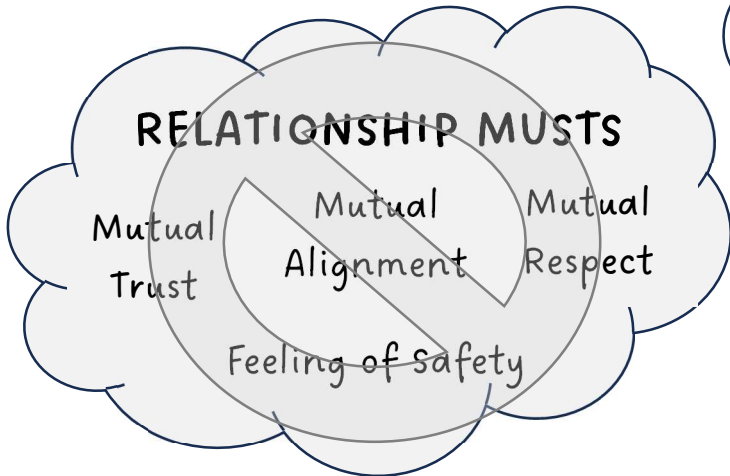 RELATIONSHIP MUSTS
Mutual
Trust
Mutual
Alignment
Mutual
Respect
Feeling of Safety